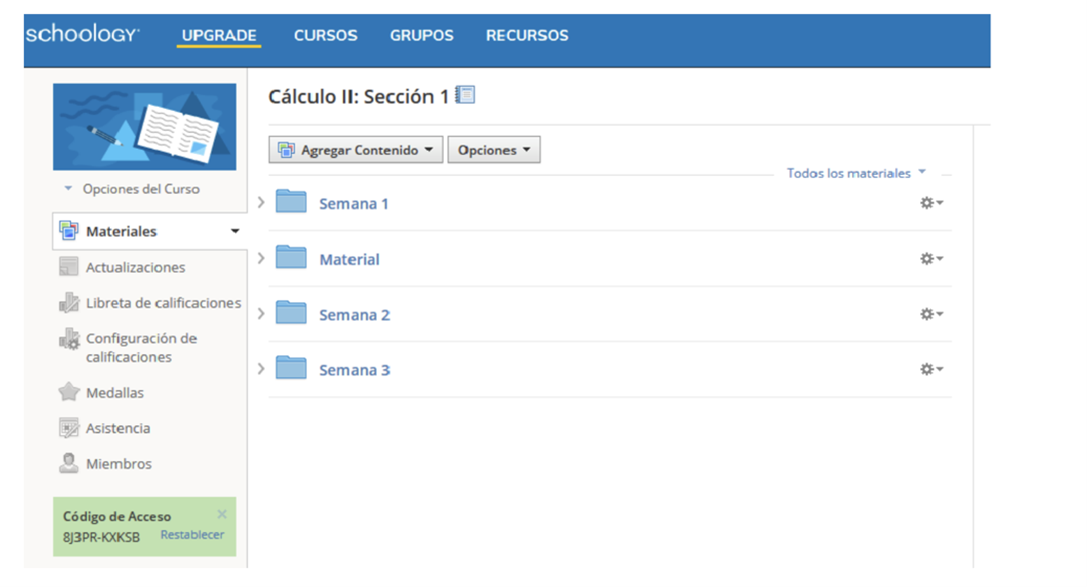 schoology
UPGRADE CURSOS GRUPOS RECURSOS
Cálculo II: Sección 1
Agregar Contenido Opciones
Todos los materiales
Opciones del Curso
Materiales
Actualizaciones
Libreta de calificaciones
Configuración de
calificaciones
Medallas
Asistencia
Miembros
Código de Acceso
8J3PR-KXKSB Restablecer
Semana 1
Material
Semana 2
Semana 3